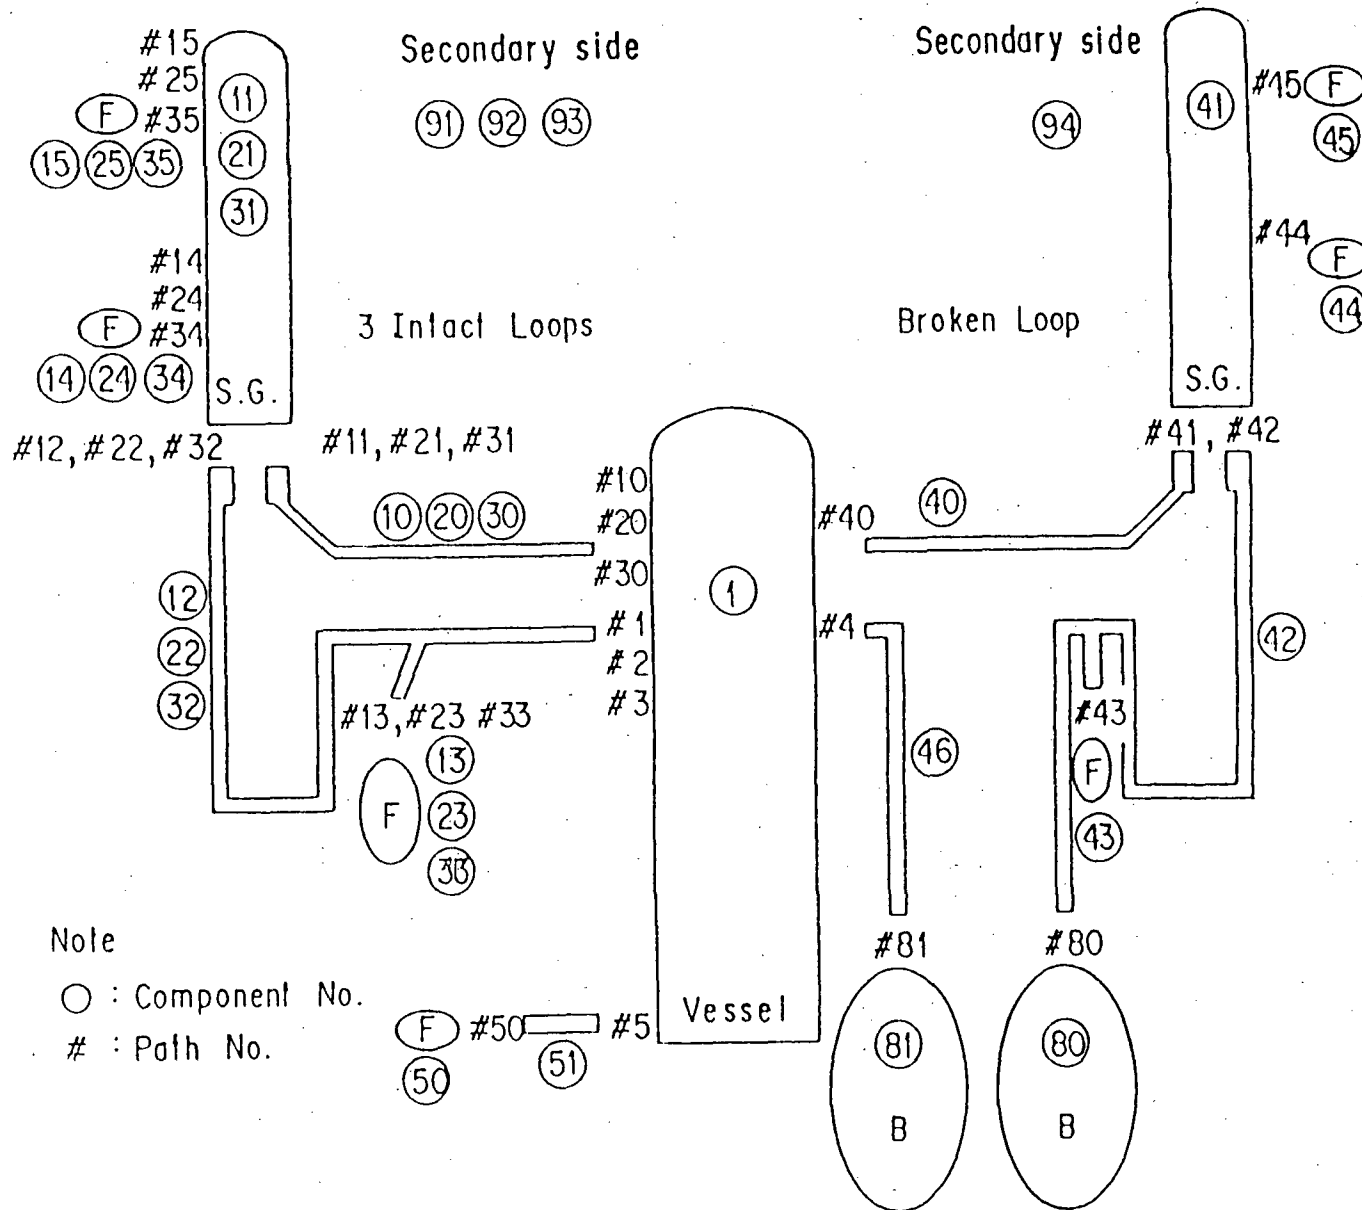 #15
#25
F #35
15 25 35
11
21
31
Secondary side
91 92 93
Secondary side
94
41
#45 F
45
#14
#24
F #34
14 24 34
S.G.
3 Intact Loops
Broken Loop
#44
F
44
S.G.
#12, #22, #32
#11, #21, #31
#41, #42
#10
#20
#30
10 20 30
#40
40
1
12
22
32
#1
#2
#3
#4
42
#13, #23 #33
13
F 23
33
46
#43
F
43
#81
#80
Note
○ : Component No.
# : Path No.
F #50 #5
50 51
Vessel
81
B
80
B